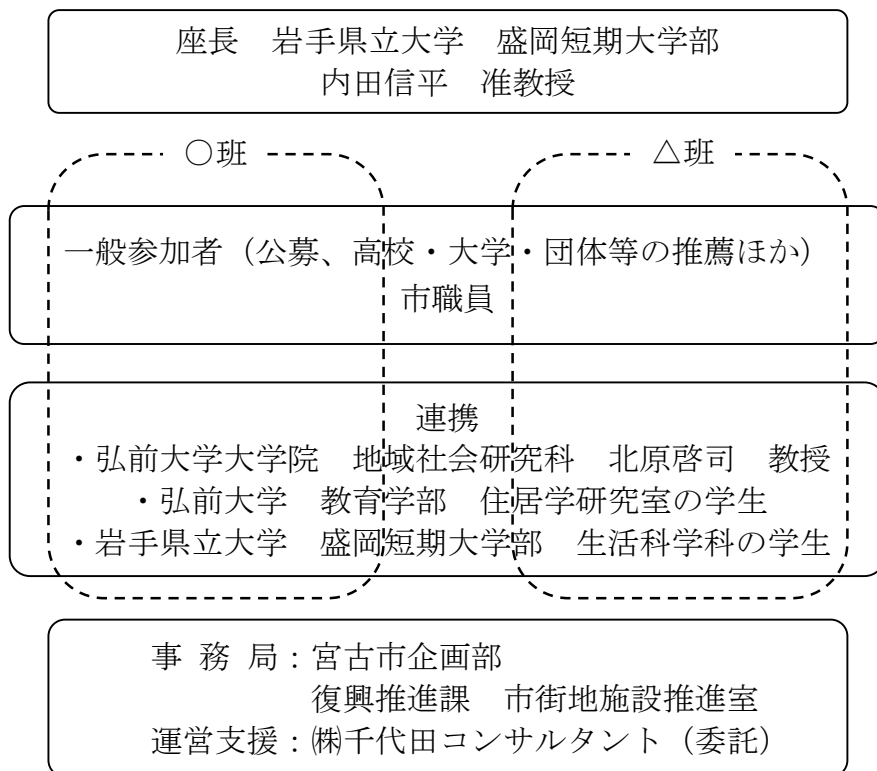 座長　岩手県立大学　盛岡短期大学部
内田信平　准教授
○班
△班
一般参加者（公募、高校・大学・団体等の推薦ほか）
市職員
連携
・弘前大学大学院　地域社会研究科　北原啓司　教授
・弘前大学　教育学部　住居学研究室の学生
・岩手県立大学　盛岡短期大学部　生活科学科の学生
事 務 局：宮古市企画部
復興推進課　市街地施設推進室
運営支援：㈱千代田コンサルタント（委託）